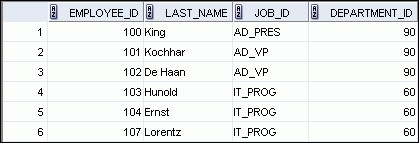 EMPLOYEE_ID LAST_NAME JOB_ID DEPARTMENT_ID
1 100 King AD_PRES 90
2 101 Kochhar AD_VP 90
3 102 De Haan AD_VP 90
4 103 Hunold IT_PROG 60
5 104 Ernst IT_PROG 60
6 107 Lorentz IT_PROG 60